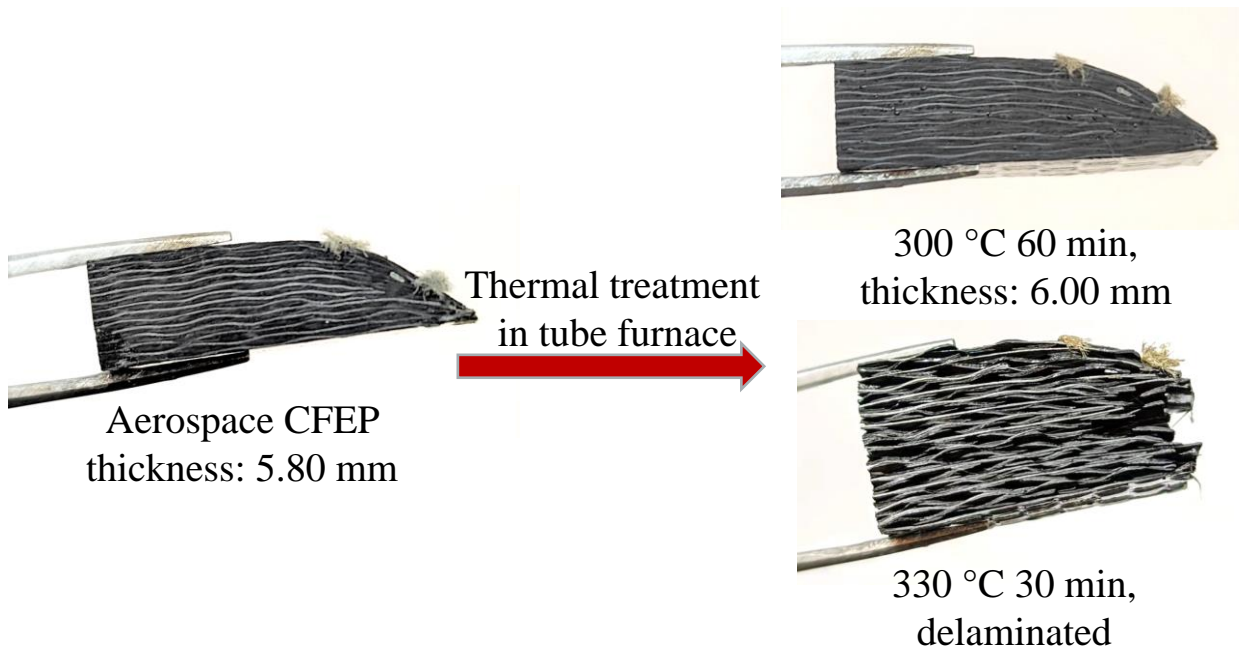 Aerospace CFEP
thickness: 5.80 mm
Thermal treatment
in tube furnace
300 °C 60 min,
thickness: 6.00 mm
330 °C 30 min,
delaminated